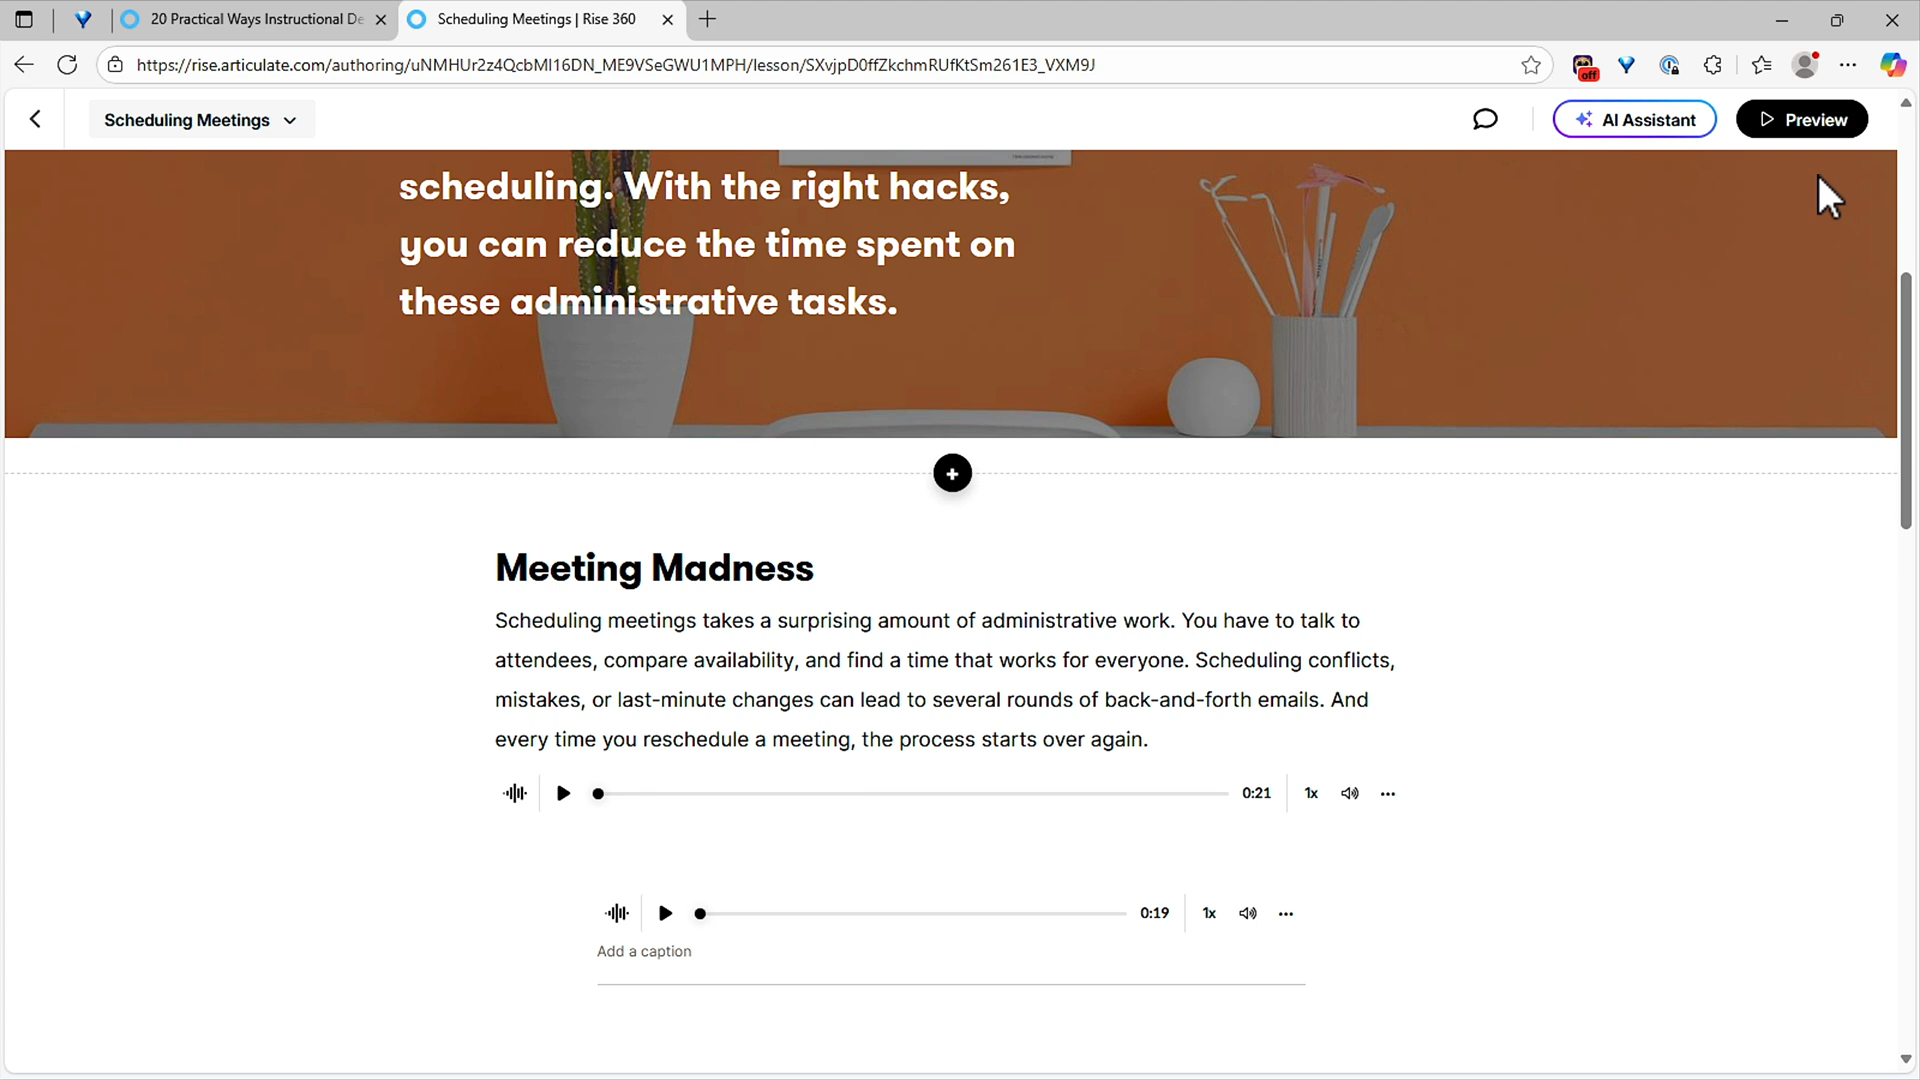 20 Practical Ways Instructional De
Scheduling Meetings | Rise 360
https://rise.articulate.com/authoring/uNMHUr2z4QcbMI16DN_ME9VSeGWU1MPH/lesson/SXvjpD0ffZkchmRUfKtSm261E3_VXM9J
off
Scheduling Meetings
AI Assistant
Preview
scheduling. With the right hacks,
you can reduce the time spent on
these administrative tasks.
Meeting Madness
Scheduling meetings takes a surprising amount of administrative work. You have to talk to
attendees, compare availability, and find a time that works for everyone. Scheduling conflicts,
mistakes, or last-minute changes can lead to several rounds of back-and-forth emails. And
every time you reschedule a meeting, the process starts over again.
0:21 1x
0:19 1x
Add a caption